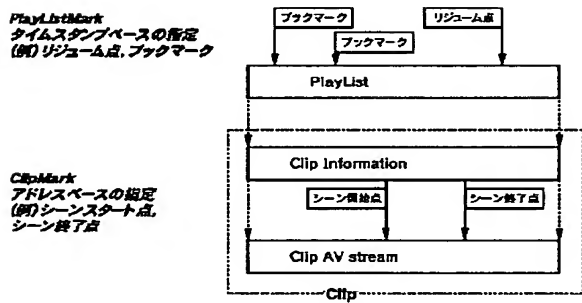 PlayListMark
タイムスタンプベースの指定
(例)リジューム点,ブックマーク
ブックマーク
ブックマーク
リジューム点
PlayList
ClipMark
アドレスベースの指定
(例)シーンスタート点,
シーン終了点
Clip Information
シーン開始点
シーン終了点
Clip AV stream
Clip